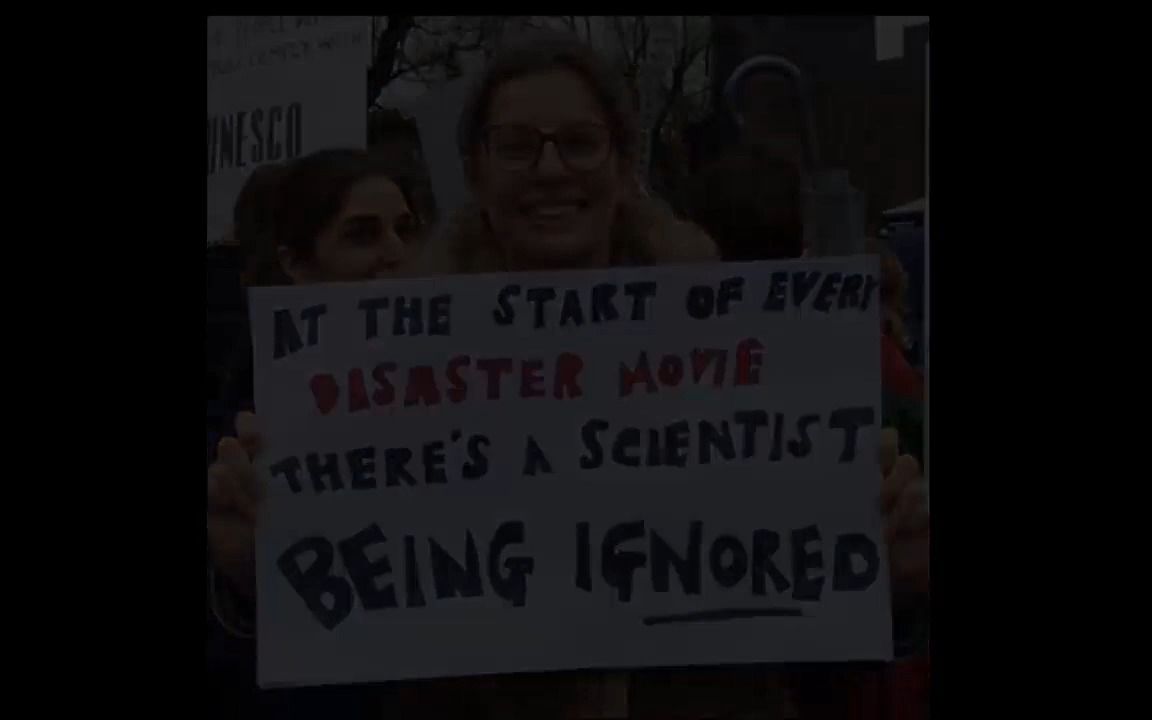 UNESCO
AT THE START OF EVERY
DISASTER MOVIE
THERE'S A SCIENTIST
BEING IGNORED